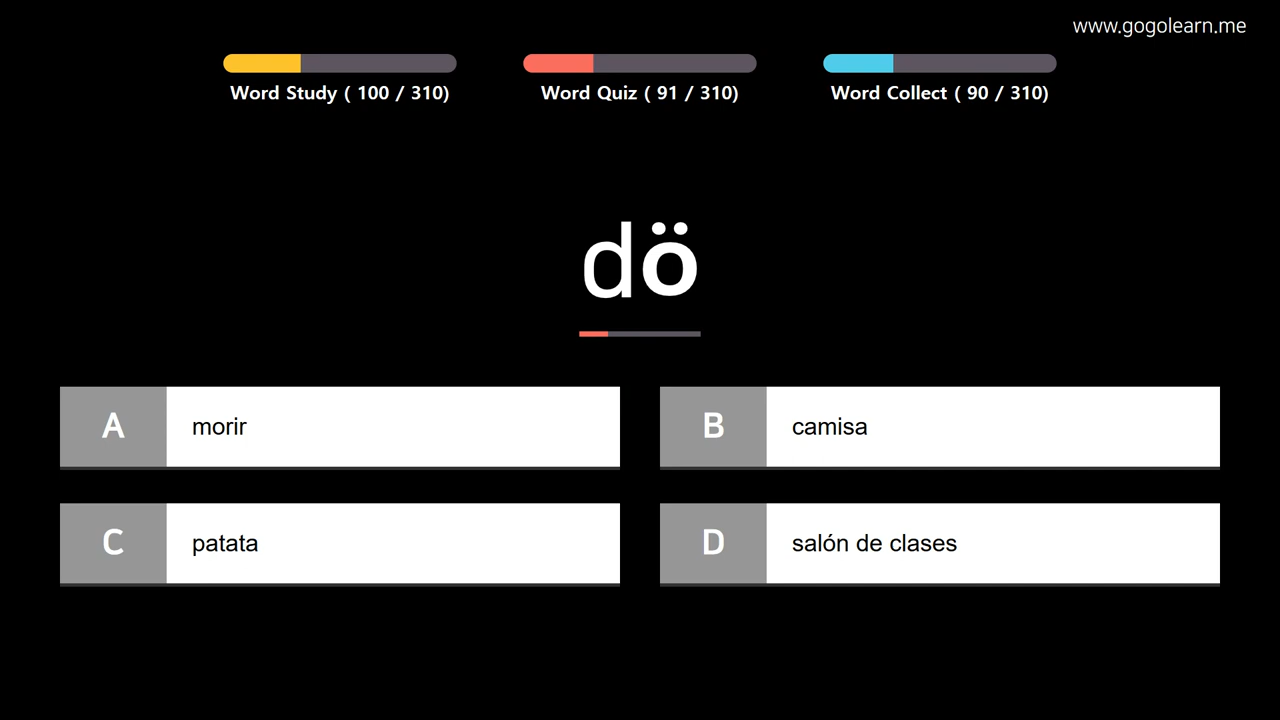 www.gogolearn.me
Word Study ( 100 / 310)
Word Quiz ( 91 / 310)
Word Collect ( 90 / 310)
dö
A morir
B camisa
C patata
D salón de clases